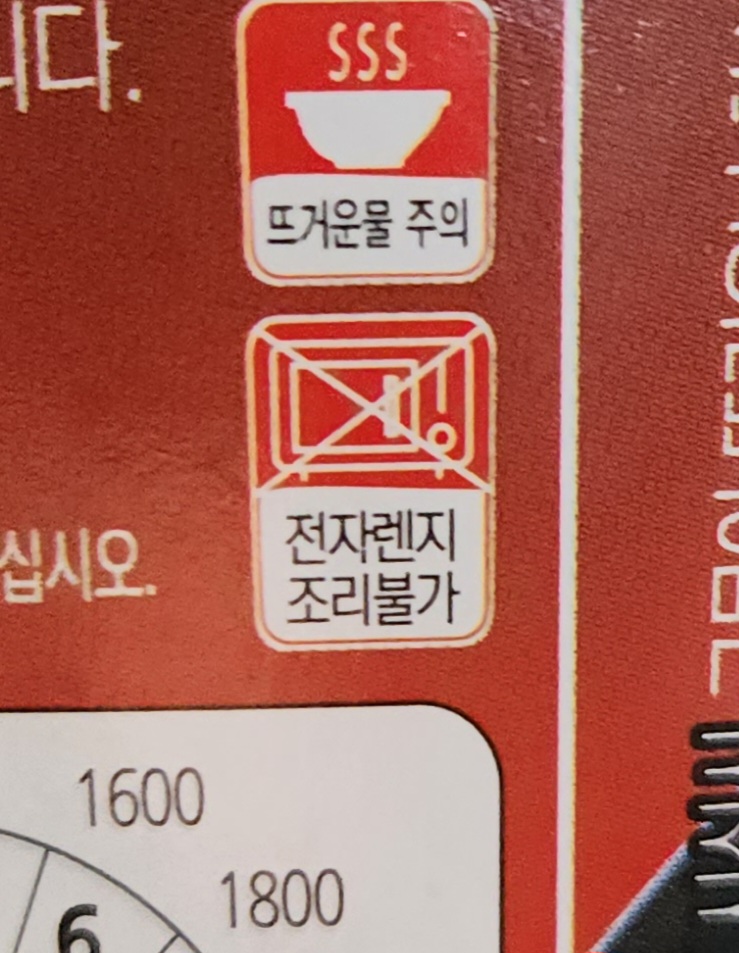 니다.
뜨거운물 주의
전자렌지
조리불가
십시오.
1600
1800
6